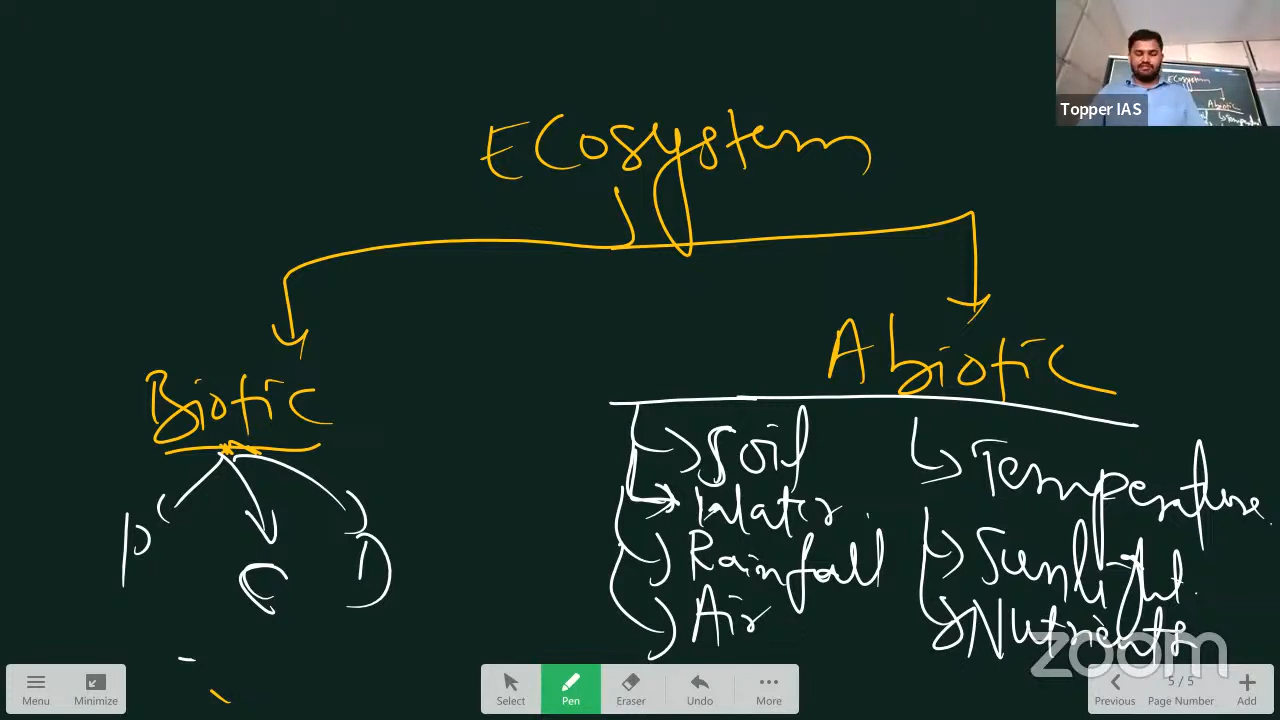 Topper IAS
Ecosystem
Biotic
Abiotic
P
C
D
Soil
Water
Rainfall
Air
Temperature.
Sunlight.
Nutrients
zoom
Menu
Minimize
Select
Pen
Eraser
Undo
More
Previous
5 / 5
Page Number
Add